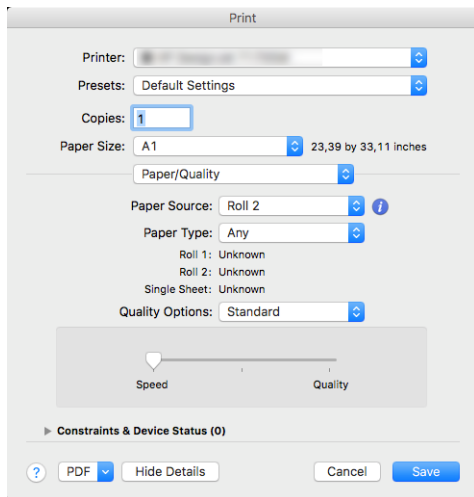 Print
Printer:
Presets: Default Settings
Copies: 1
Paper Size: A1 23,39 by 33,11 inches
Paper/Quality
Paper Source: Roll 2 i
Paper Type: Any
Roll 1: Unknown
Roll 2: Unknown
Single Sheet: Unknown
Quality Options: Standard
Speed Quality
Constraints & Device Status (0)
? PDF Hide Details Cancel Save